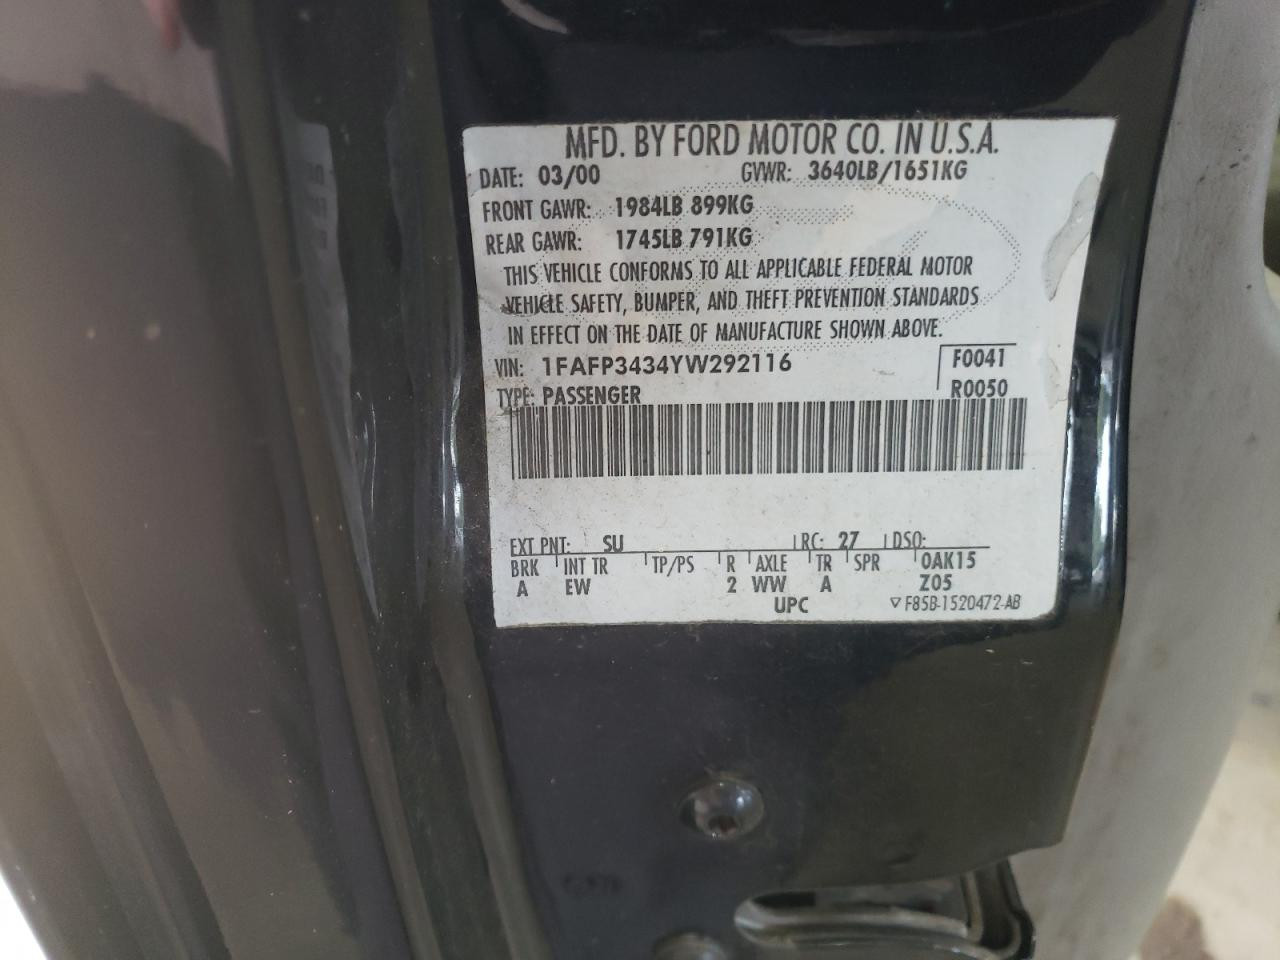 MFD. BY FORD MOTOR CO. IN U.S.A.
DATE: 03/00 GVWR: 3640LB/1651KG
FRONT GAWR: 1984LB 899KG
REAR GAWR: 1745LB 791KG
THIS VEHICLE CONFORMS TO ALL APPLICABLE FEDERAL MOTOR
VEHICLE SAFETY, BUMPER, AND THEFT PREVENTION STANDARDS
IN EFFECT ON THE DATE OF MANUFACTURE SHOWN ABOVE.
VIN: 1FAFP3434YW292116 F0041
TYPE: PASSENGER R0050
EXT PNT: SU RC: 27 DSO:
BRK INT TR TP/PS R AXLE TR SPR 0AK15
A EW 2 WW A Z05
UPC ▽ F85B-1520472-AB